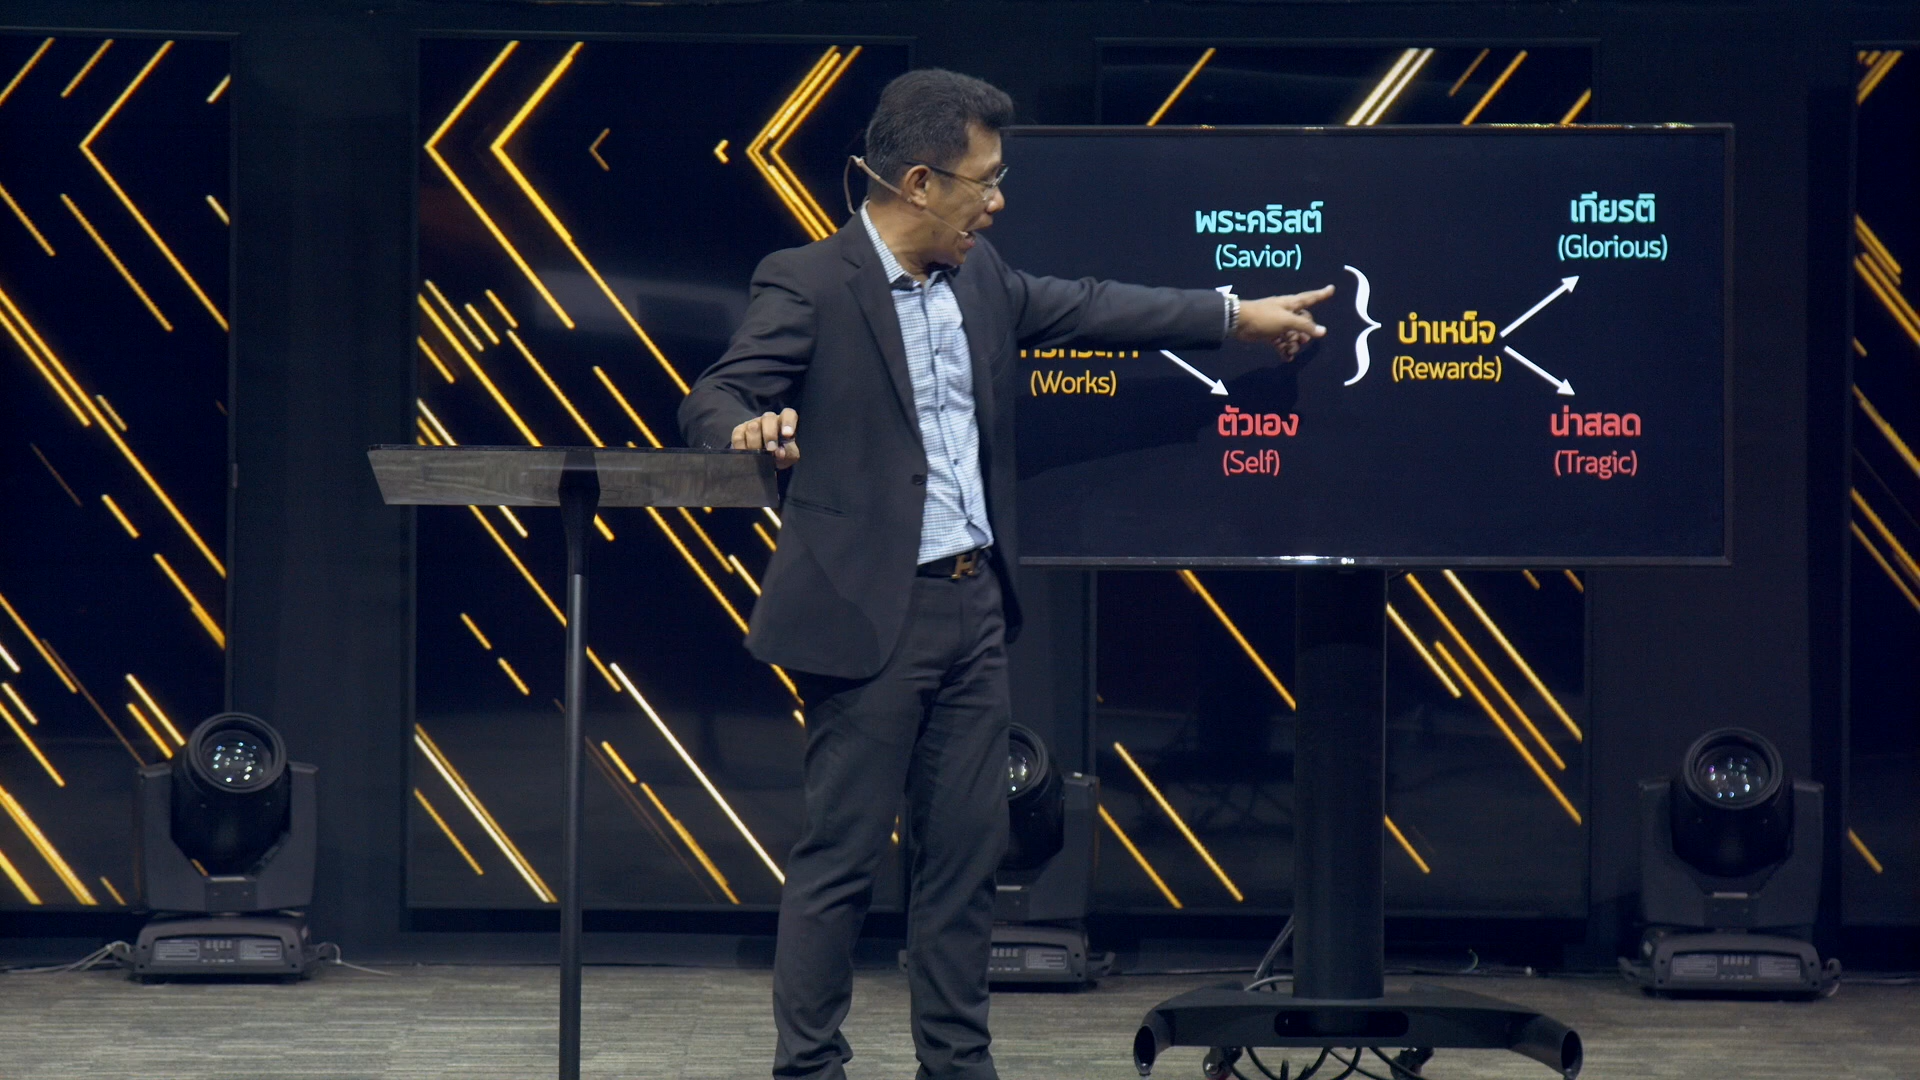 พระคริสต์
(Savior)
(Works)
ตัวเอง
(Self)
บำเหน็จ
(Rewards)
เกียรติ
(Glorious)
น่าสลด
(Tragic)
LG